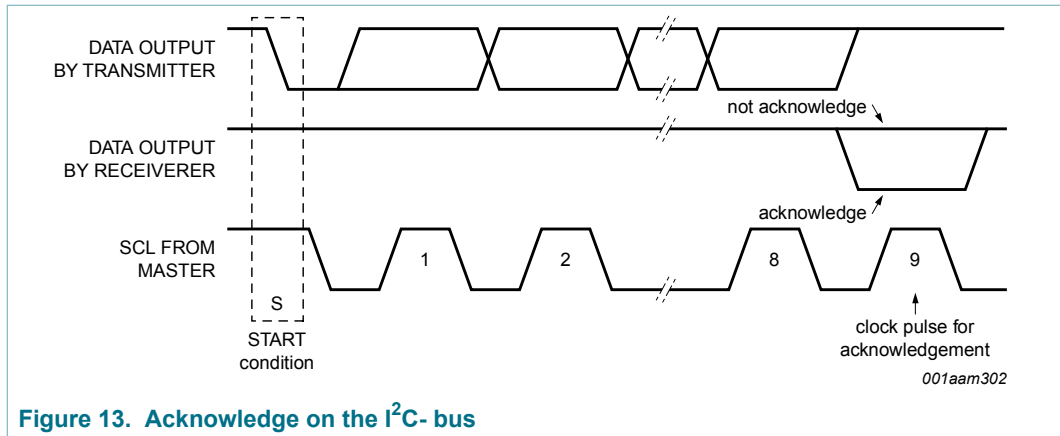 DATA OUTPUT
BY TRANSMITTER
not acknowledge
DATA OUTPUT
BY RECEIVERER
acknowledge
SCL FROM
MASTER
1
2
8
9
S
START
condition
clock pulse for
acknowledgement
001aam302
Figure 13. Acknowledge on the I²C- bus